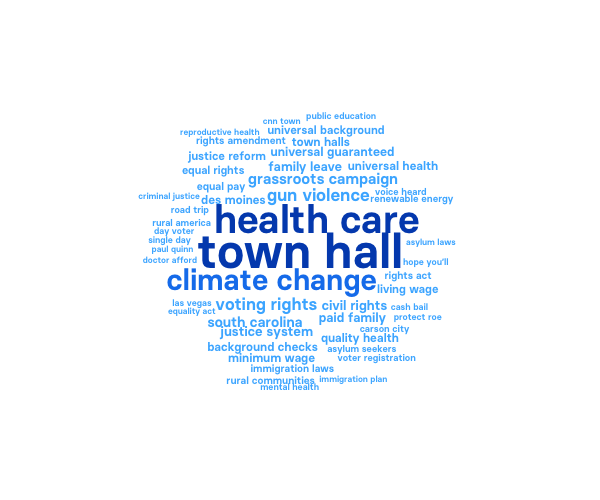 public education
cnn town
reproductive health
universal background
rights amendment
town halls
justice reform
universal guaranteed
equal rights
family leave
universal health
grassroots campaign
equal pay
gun violence
voice heard
criminal justice
des moines
renewable energy
road trip
health care
rural america
day voter
single day
town hall
asylum laws
paul quinn
doctor afford
hope you'll
climate change
rights act
living wage
las vegas
voting rights
civil rights
cash bail
equality act
south carolina
paid family
protect roe
justice system
carson city
quality health
background checks
asylum seekers
minimum wage
voter registration
immigration laws
rural communities
immigration plan
mental health